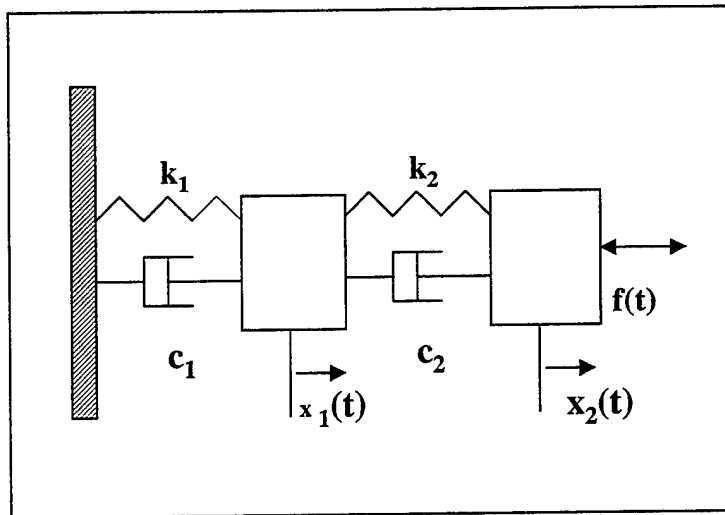 k₁
k₂
f(t)
c₁
c₂
x₁(t)
x₂(t)